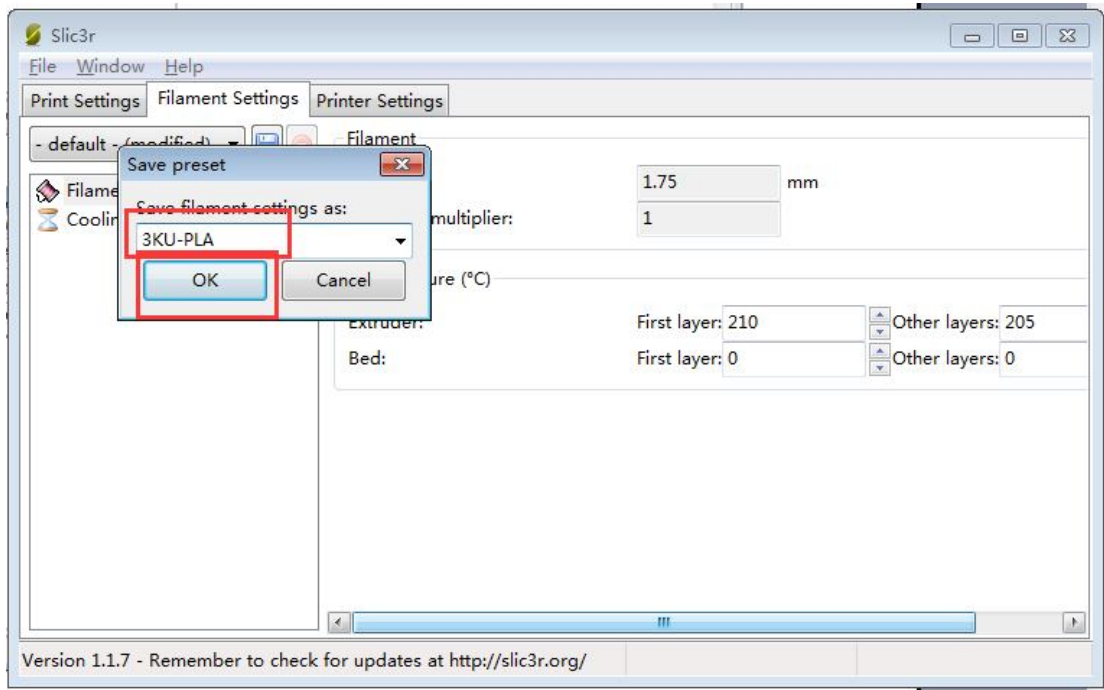 Slic3r
File Window Help
Print Settings Filament Settings Printer Settings
- default - (modified)
Filament
Save preset
1.75 mm
Filame
Save filament settings as:
Coolin
multiplier:
1
3KU-PLA
OK Cancel
ure (°C)
Extruder: First layer: 210 Other layers: 205
Bed: First layer: 0 Other layers: 0
Version 1.1.7 - Remember to check for updates at http://slic3r.org/